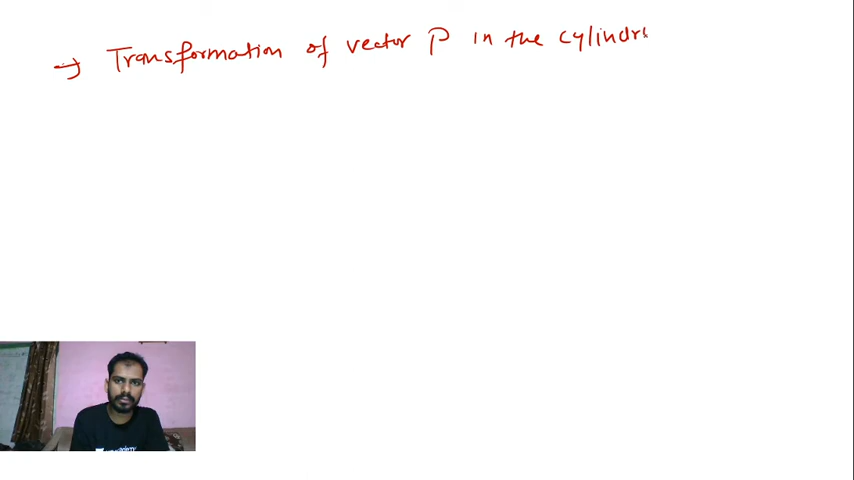 → Transformation of vector P in the cylindri